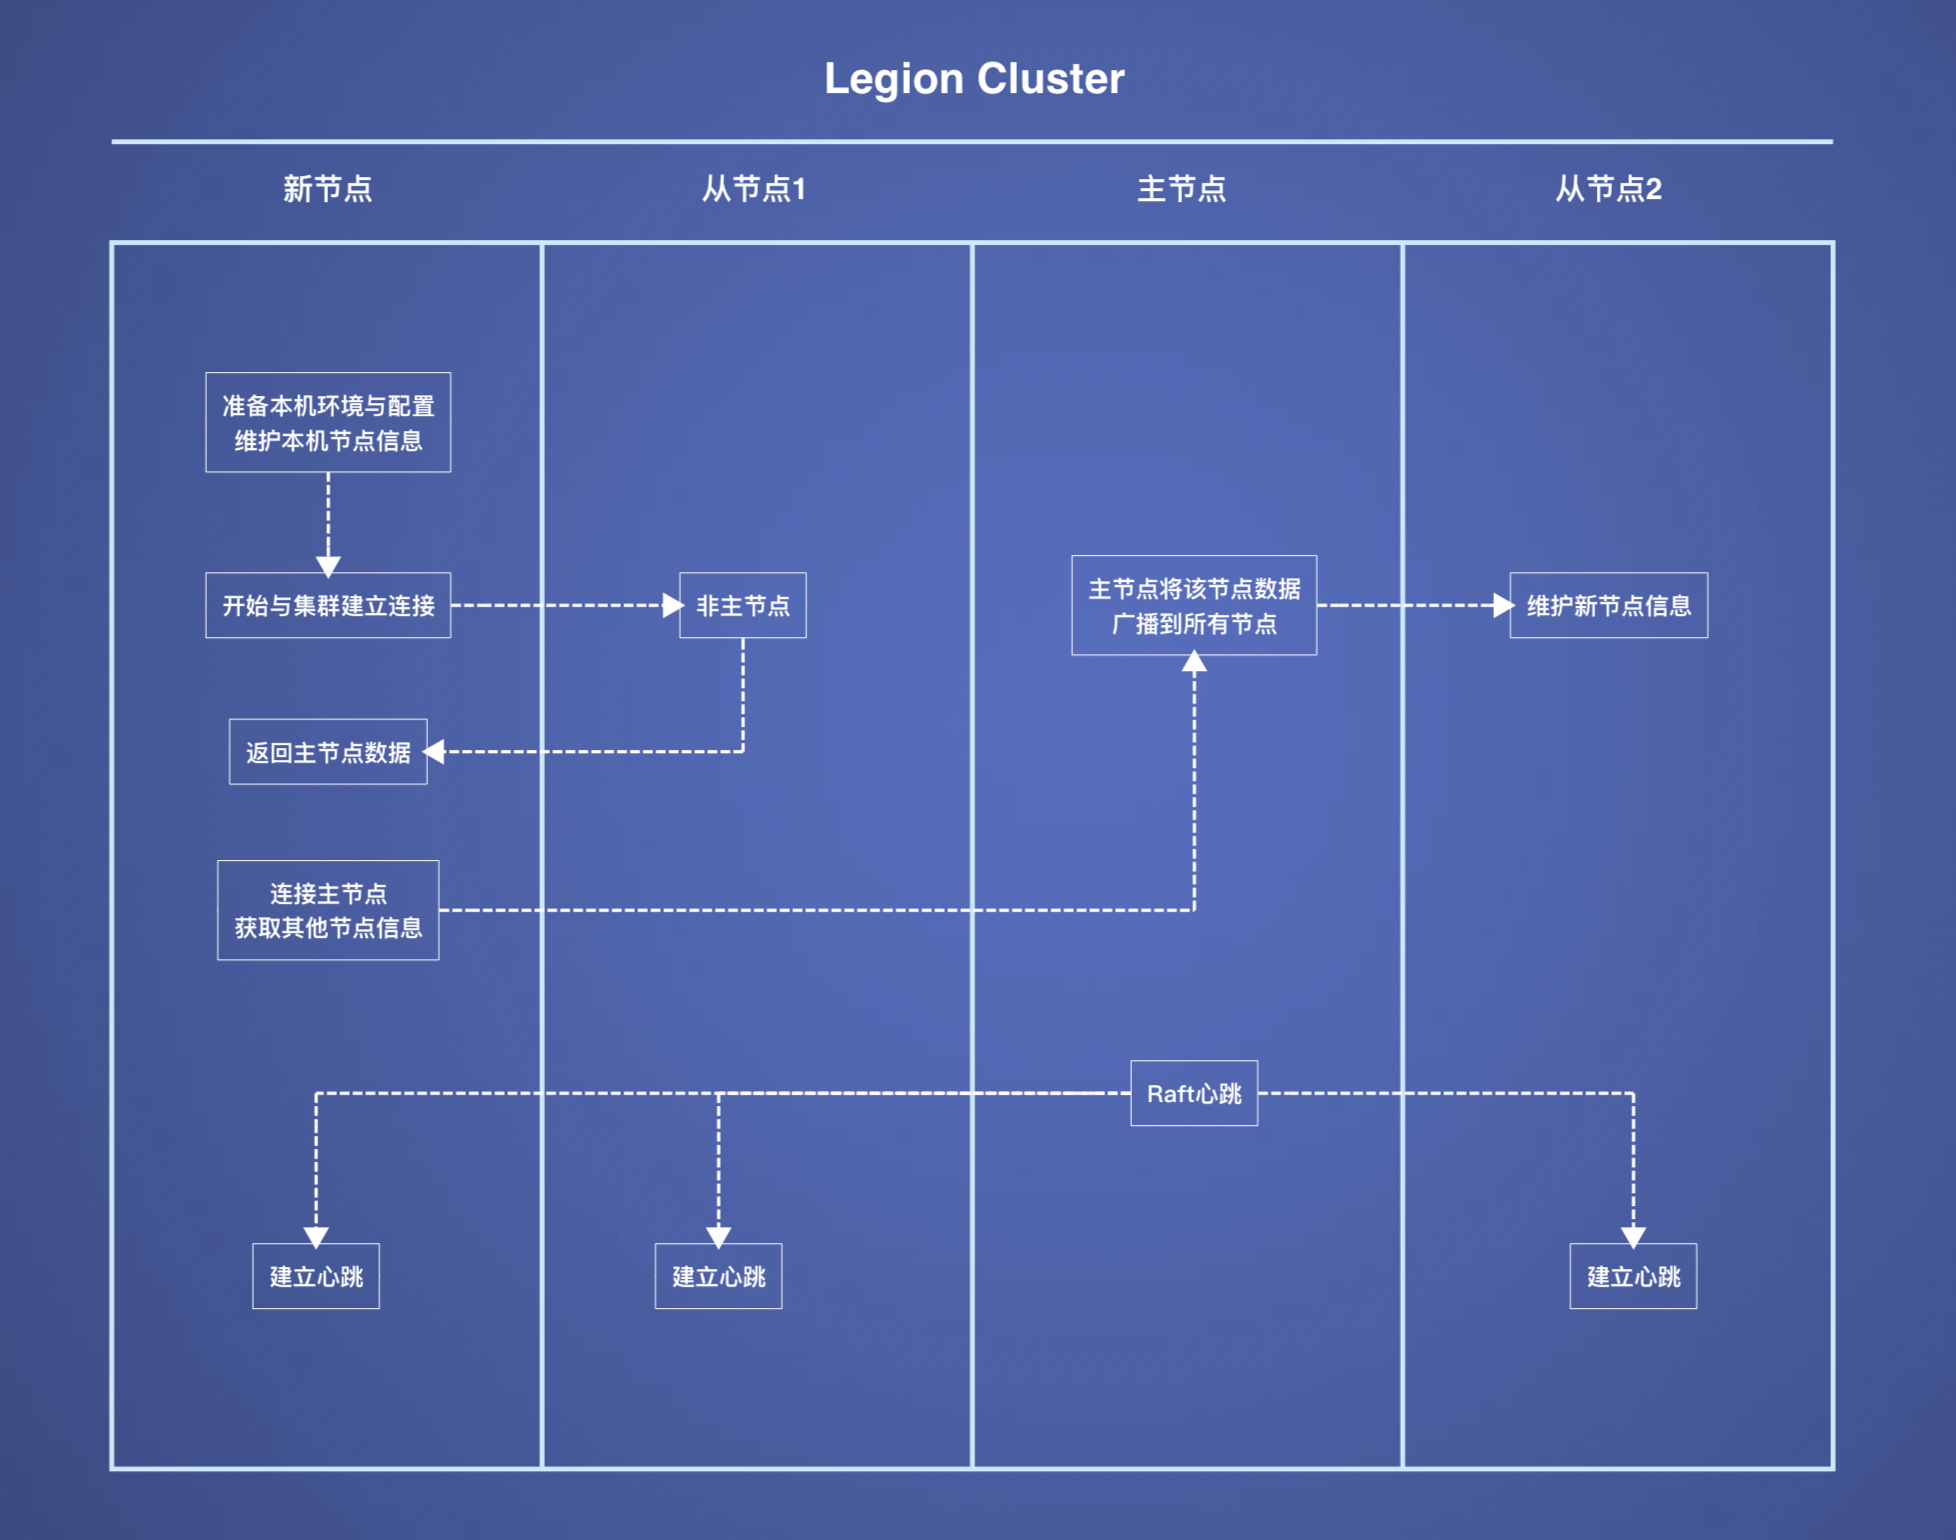 Legion Cluster
新节点
从节点1
主节点
从节点2
准备本机环境与配置
维护本机节点信息
开始与集群建立连接
非主节点
主节点将该节点数据
广播到所有节点
维护新节点信息
返回主节点数据
连接主节点
获取其他节点信息
Raft心跳
建立心跳
建立心跳
建立心跳